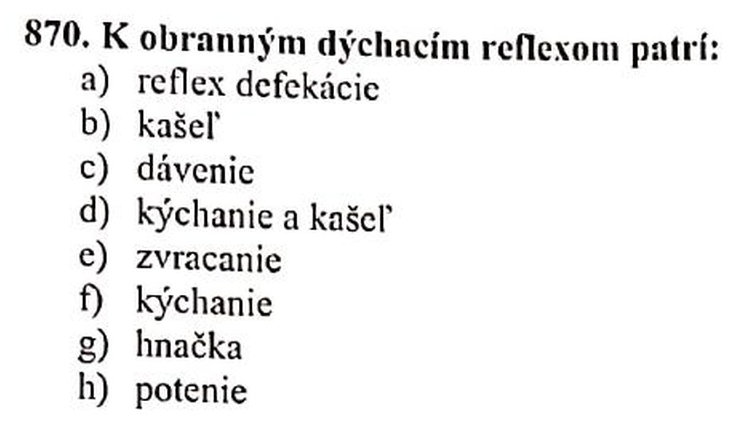 870. K obranným dýchacím reflexom patrí:
a) reflex defekácie
b) kašeľ
c) dávenie
d) kýchanie a kašeľ
e) zvracanie
f) kýchanie
g) hnačka
h) potenie